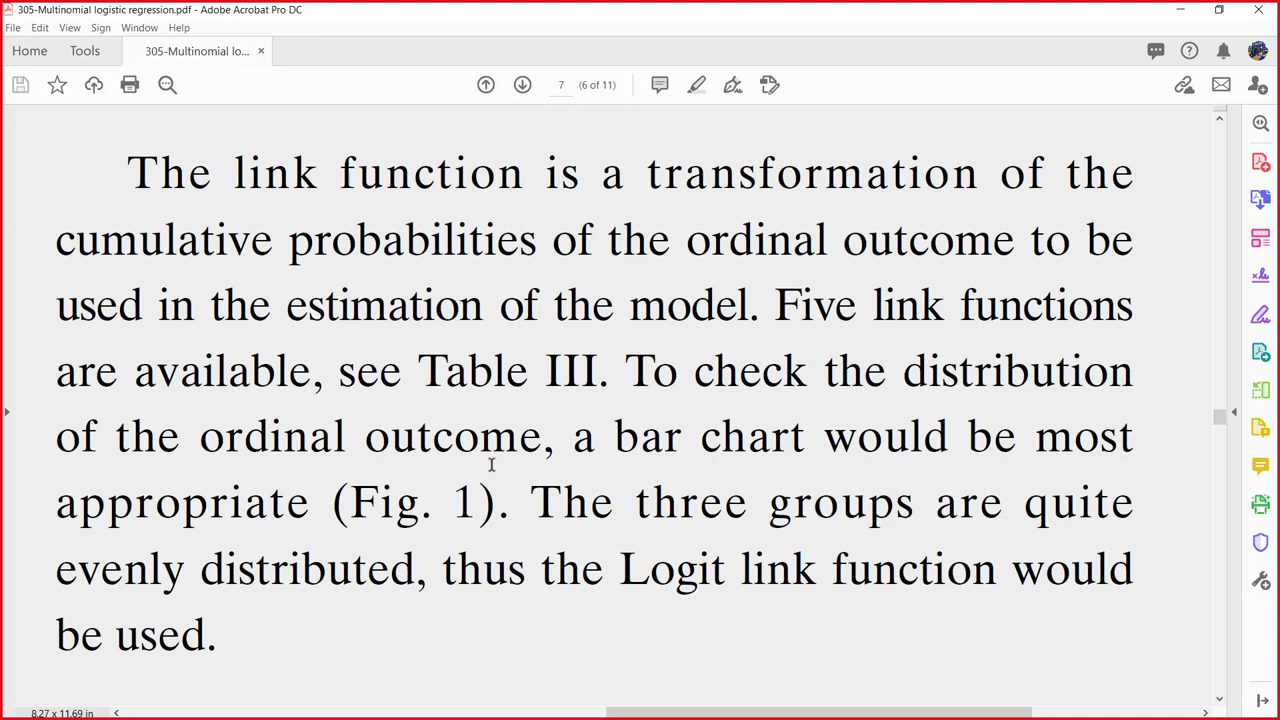 305-Multinomial logistic regression.pdf - Adobe Acrobat Pro DC
File Edit View Sign Window Help
Home Tools 305-Multinomial lo... ×
7 (6 of 11)
The link function is a transformation of the
cumulative probabilities of the ordinal outcome to be
used in the estimation of the model. Five link functions
are available, see Table III. To check the distribution
of the ordinal outcome, a bar chart would be most
appropriate (Fig. 1). The three groups are quite
evenly distributed, thus the Logit link function would
be used.
8.27 x 11.69 in